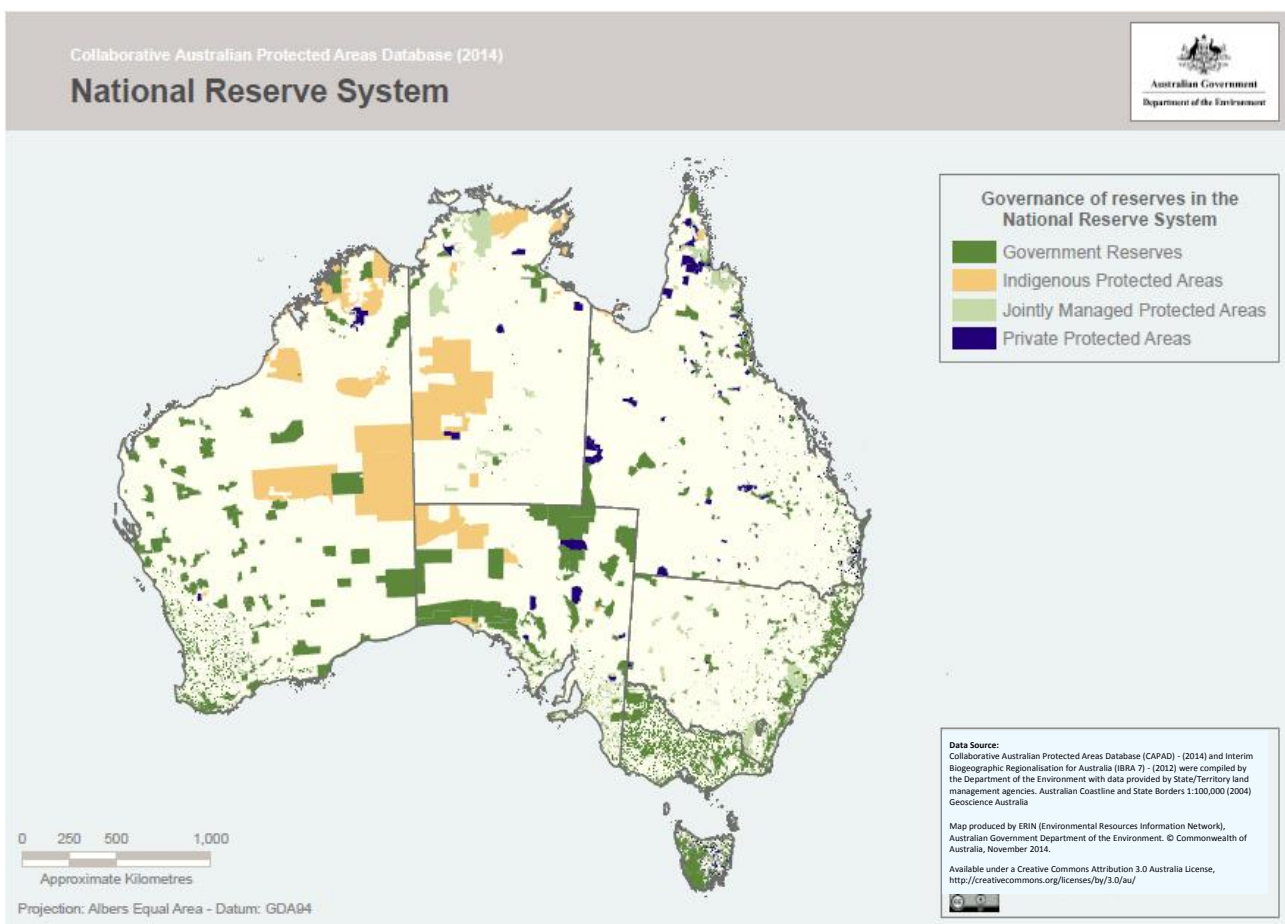 Collaborative Australian Protected Areas Database (2014)
National Reserve System
Australian Government
Department of the Environment
Governance of reserves in the
National Reserve System
Government Reserves
Indigenous Protected Areas
Jointly Managed Protected Areas
Private Protected Areas
Data Source:
Collaborative Australian Protected Areas Database (CAPAD) - (2014) and Interim
Biogeographic Regionalisation for Australia (IBRA 7) - (2012) were compiled by
the Department of the Environment with data provided by State/Territory land
management agencies. Australian Coastline and State Borders 1:100,000 (2004)
Geoscience Australia
Map produced by ERIN (Environmental Resources Information Network),
Australian Government Department of the Environment. © Commonwealth of
Australia, November 2014.
Available under a Creative Commons Attribution 3.0 Australia License,
http://creativecommons.org/licenses/by/3.0/au/
0 250 500 1,000
Approximate Kilometres
Projection: Albers Equal Area - Datum: GDA94